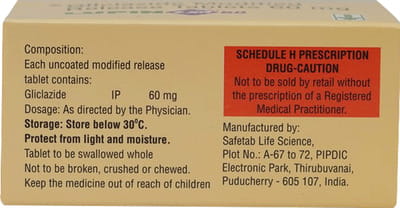 Composition:
Each uncoated modified release
tablet contains:
Gliclazide IP 60 mg
Dosage: As directed by the Physician.
Storage: Store below 30°C.
Protect from light and moisture.
Tablet to be swallowed whole
Not to be broken, crushed or chewed.
Keep the medicine out of reach of children
SCHEDULE H PRESCRIPTION
DRUG-CAUTION
Not to be sold by retail without
the prescription of a Registered
Medical Practitioner.
Manufactured by:
Safetab Life Science,
Plot No.: A-67 to 72, PIPDIC
Electronic Park, Thirubuvanai,
Puducherry - 605 107, India.